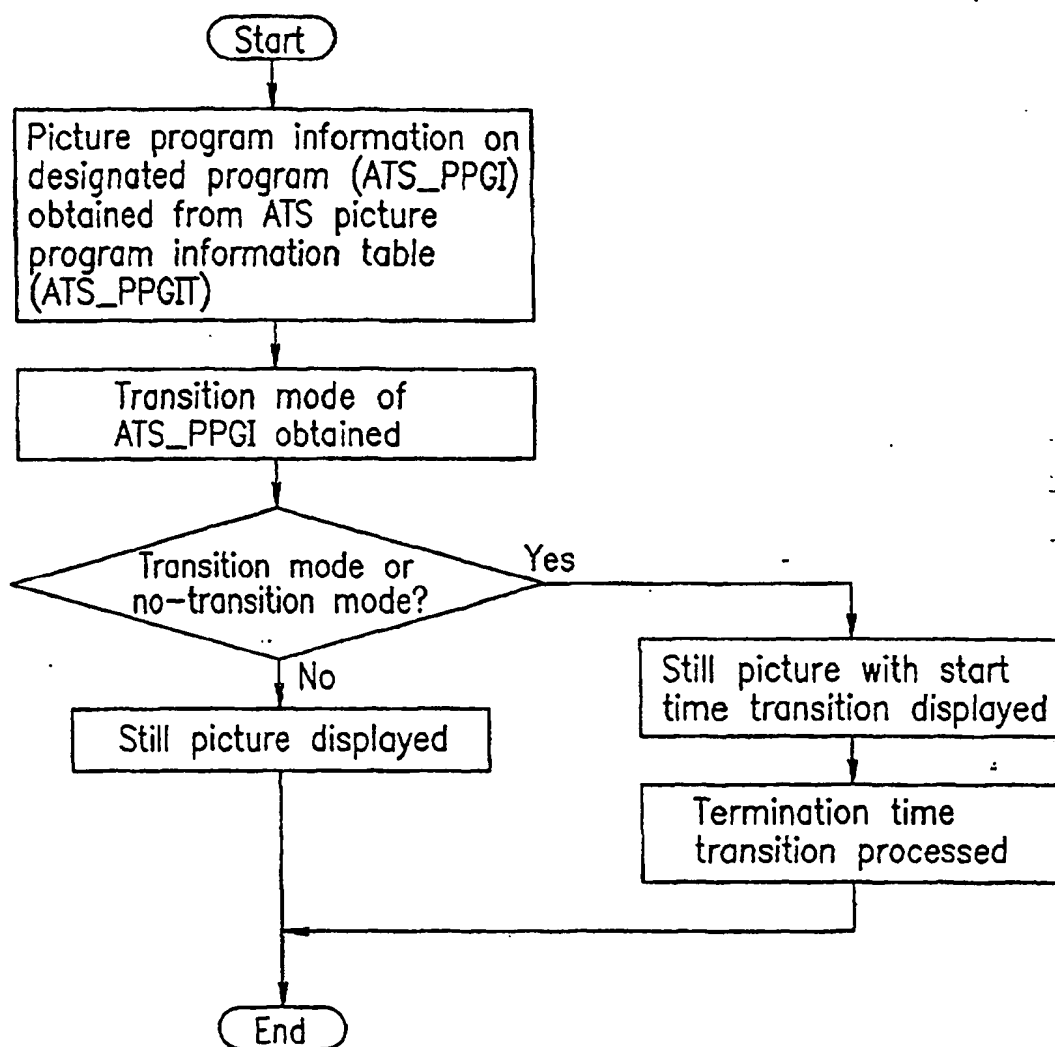 Start
Picture program information on
designated program (ATS_PPGI)
obtained from ATS picture
program information table
(ATS_PPGIT)
Transition mode of
ATS_PPGI obtained
Transition mode or
no-transition mode?
Yes
No
Still picture displayed
Still picture with start
time transition displayed
Termination time
transition processed
End